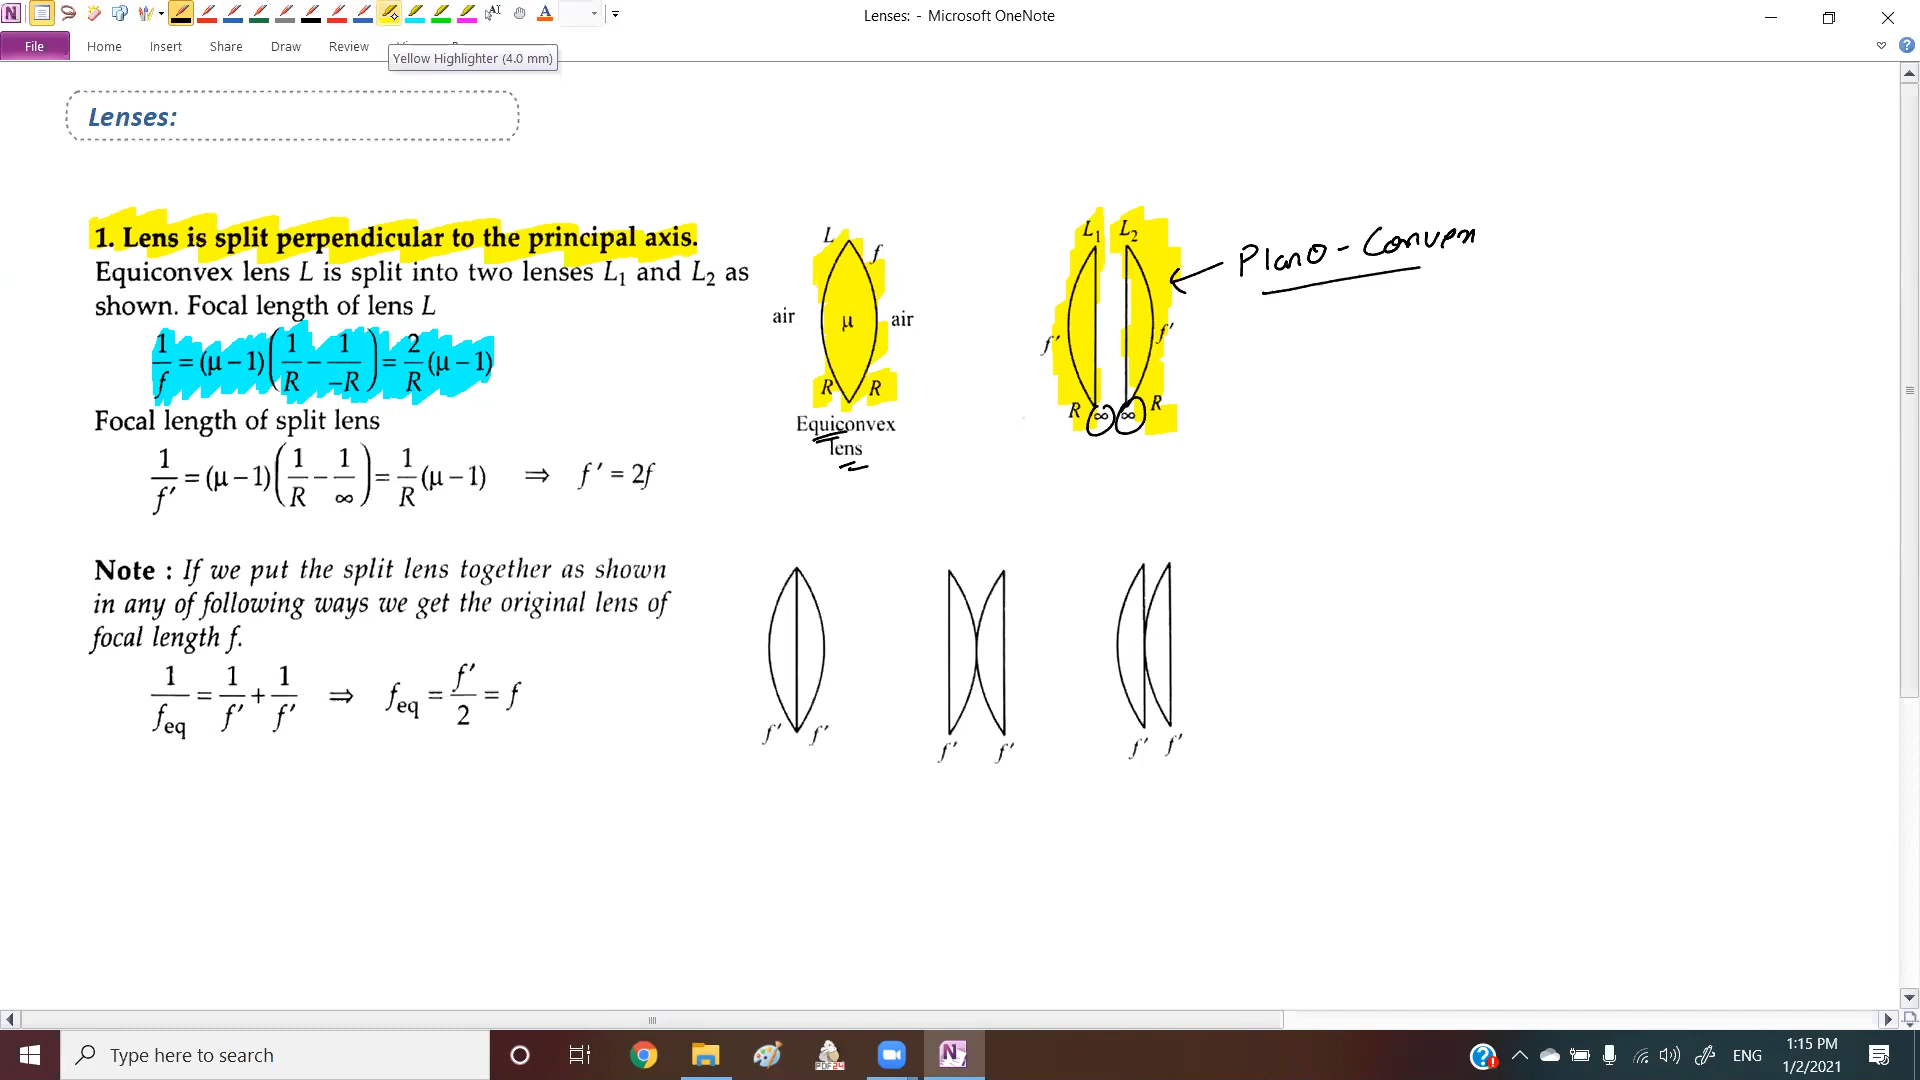 Lenses: - Microsoft OneNote
File Home Insert Share Draw Review
Yellow Highlighter (4.0 mm)
Lenses:
1. Lens is split perpendicular to the principal axis.
Equiconvex lens L is split into two lenses L₁ and L₂ as
shown. Focal length of lens L
1/f = (μ – 1)(1/R – 1/–R) = 2/R (μ – 1)
Focal length of split lens
1/f′ = (μ – 1)(1/R – 1/∞) = 1/R (μ – 1) ⇒ f′ = 2f
Note : If we put the split lens together as shown
in any of following ways we get the original lens of
focal length f.
1/f_eq = 1/f′ + 1/f′ ⇒ f_eq = f′/2 = f
L f
air μ air
R R
Equiconvex
lens
L₁ L₂
f′ f′
R ∞ ∞ R
Plano-Convex
f′ f′
f′ f′
f′ f′
Type here to search
PDF24
ENG
1:15 PM
1/2/2021